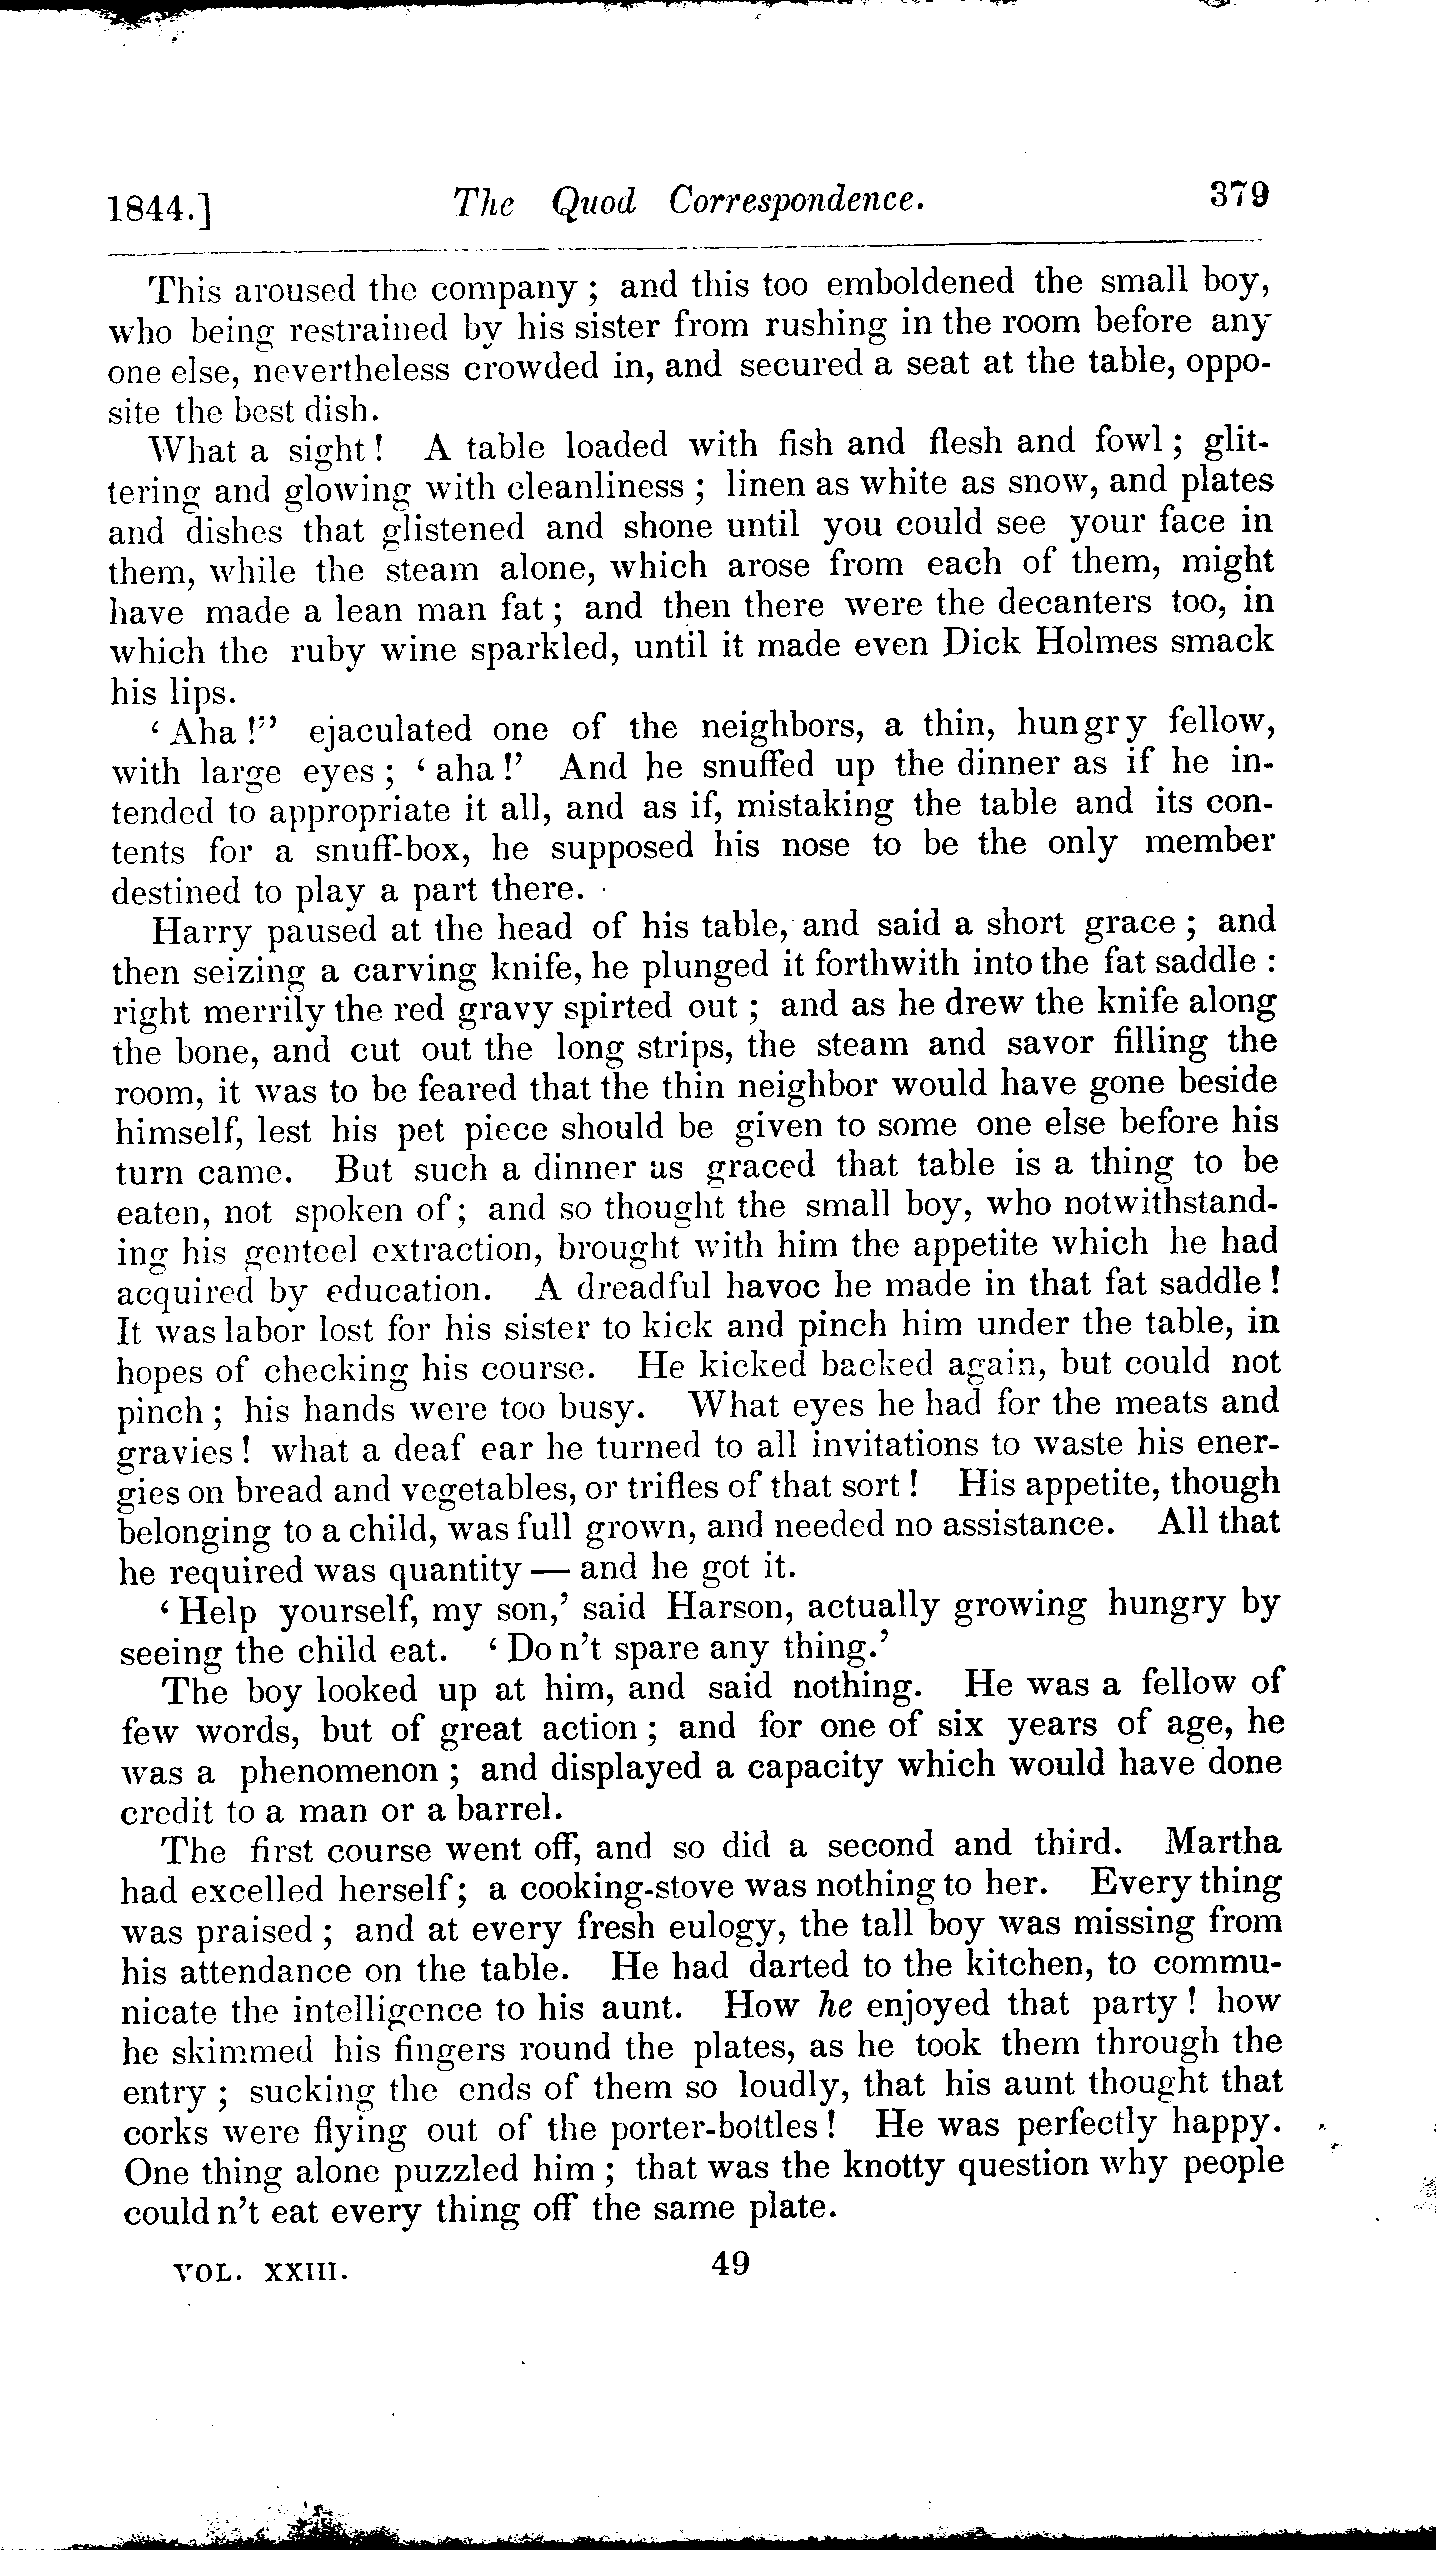 1844.] The Quod Correspondence. 379
This aroused the company ; and this too emboldened the small boy,
who being restrained by his sister from rushing in the room before any
one else, nevertheless crowded in, and secured a seat at the table, oppo-
site the best dish.
What a sight! A table loaded with fish and flesh and fowl ; glit-
tering and glowing with cleanliness ; linen as white as snow, and plates
and dishes that glistened and shone until you could see your face in
them, while the steam alone, which arose from each of them, might
have made a lean man fat ; and then there were the decanters too, in
which the ruby wine sparkled, until it made even Dick Holmes smack
his lips.
‘ Aha !”’ ejaculated one of the neighbors, a thin, hungry fellow,
with large eyes ; ‘ aha !’ And he snuffed up the dinner as if he in-
tended to appropriate it all, and as if, mistaking the table and its con-
tents for a snuff-box, he supposed his nose to be the only member
destined to play a part there.
Harry paused at the head of his table, and said a short grace ; and
then seizing a carving knife, he plunged it forthwith into the fat saddle :
right merrily the red gravy spirted out ; and as he drew the knife along
the bone, and cut out the long strips, the steam and savor filling the
room, it was to be feared that the thin neighbor would have gone beside
himself, lest his pet piece should be given to some one else before his
turn came. But such a dinner as graced that table is a thing to be
eaten, not spoken of ; and so thought the small boy, who notwithstand-
ing his genteel extraction, brought with him the appetite which he had
acquired by education. A dreadful havoc he made in that fat saddle !
It was labor lost for his sister to kick and pinch him under the table, in
hopes of checking his course. He kicked backed again, but could not
pinch ; his hands were too busy. What eyes he had for the meats and
gravies ! what a deaf ear he turned to all invitations to waste his ener-
gies on bread and vegetables, or trifles of that sort ! His appetite, though
belonging to a child, was full grown, and needed no assistance. All that
he required was quantity — and he got it.
‘ Help yourself, my son,’ said Harson, actually growing hungry by
seeing the child eat. ‘ Do n’t spare any thing.’
The boy looked up at him, and said nothing. He was a fellow of
few words, but of great action ; and for one of six years of age, he
was a phenomenon ; and displayed a capacity which would have done
credit to a man or a barrel.
The first course went off, and so did a second and third. Martha
had excelled herself ; a cooking-stove was nothing to her. Every thing
was praised ; and at every fresh eulogy, the tall boy was missing from
his attendance on the table. He had darted to the kitchen, to commu-
nicate the intelligence to his aunt. How he enjoyed that party ! how
he skimmed his fingers round the plates, as he took them through the
entry ; sucking the ends of them so loudly, that his aunt thought that
corks were flying out of the porter-bottles ! He was perfectly happy.
One thing alone puzzled him ; that was the knotty question why people
could n’t eat every thing off the same plate.
VOL. XXIII. 49